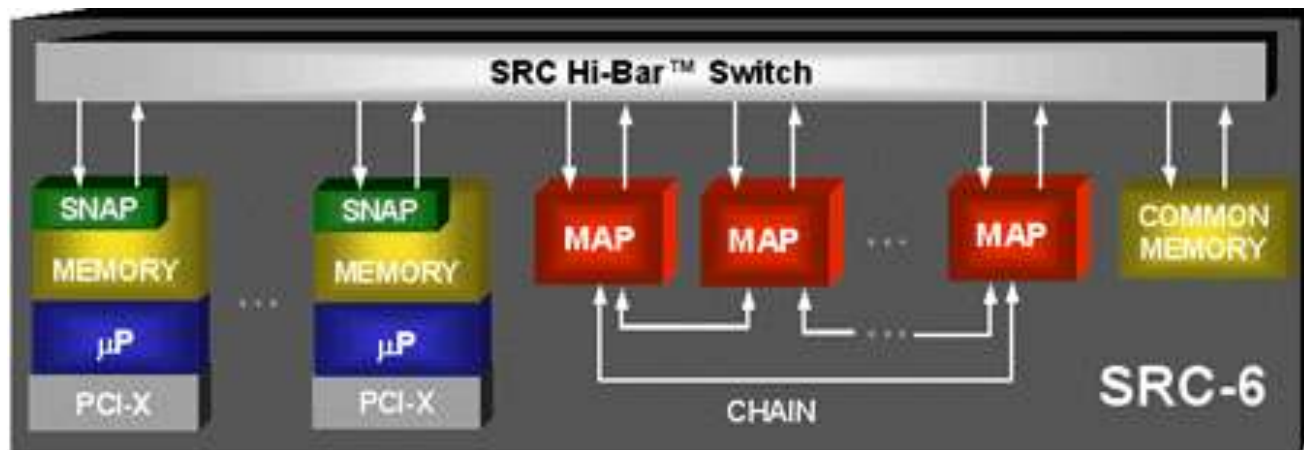 SRC Hi-Bar™ Switch
SNAP
MEMORY
μP
PCI-X
...
SNAP
MEMORY
μP
PCI-X
MAP
MAP
...
MAP
COMMON
MEMORY
...
CHAIN
SRC-6